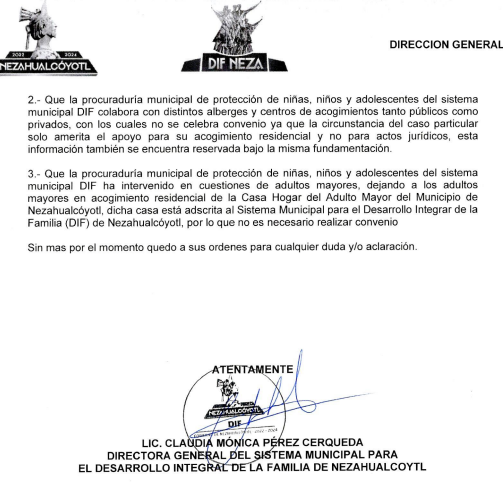 2022 2024
NEZAHUALCÓYOTL
DIF NEZA
DIRECCION GENERAL
2.- Que la procuraduría municipal de protección de niñas, niños y adolescentes del sistema
municipal DIF colabora con distintos alberges y centros de acogimientos tanto públicos como
privados, con los cuales no se celebra convenio ya que la circunstancia del caso particular
solo amerita el apoyo para su acogimiento residencial y no para actos jurídicos, esta
información también se encuentra reservada bajo la misma fundamentación.
3.- Que la procuraduría municipal de protección de niñas, niños y adolescentes del sistema
municipal DIF ha intervenido en cuestiones de adultos mayores, dejando a los adultos
mayores en acogimiento residencial de la Casa Hogar del Adulto Mayor del Municipio de
Nezahualcóyotl, dicha casa está adscrita al Sistema Municipal para el Desarrollo Integrar de la
Familia (DIF) de Nezahualcóyotl, por lo que no es necesario realizar convenio
Sin mas por el momento quedo a sus ordenes para cualquier duda y/o aclaración.
ATENTAMENTE
NEZAHUALCÓYOTL
DIF
2022 - 2024
LIC. CLAUDIA MÓNICA PÉREZ CERQUEDA
DIRECTORA GENERAL DEL SISTEMA MUNICIPAL PARA
EL DESARROLLO INTEGRAL DE LA FAMILIA DE NEZAHUALCOYTL